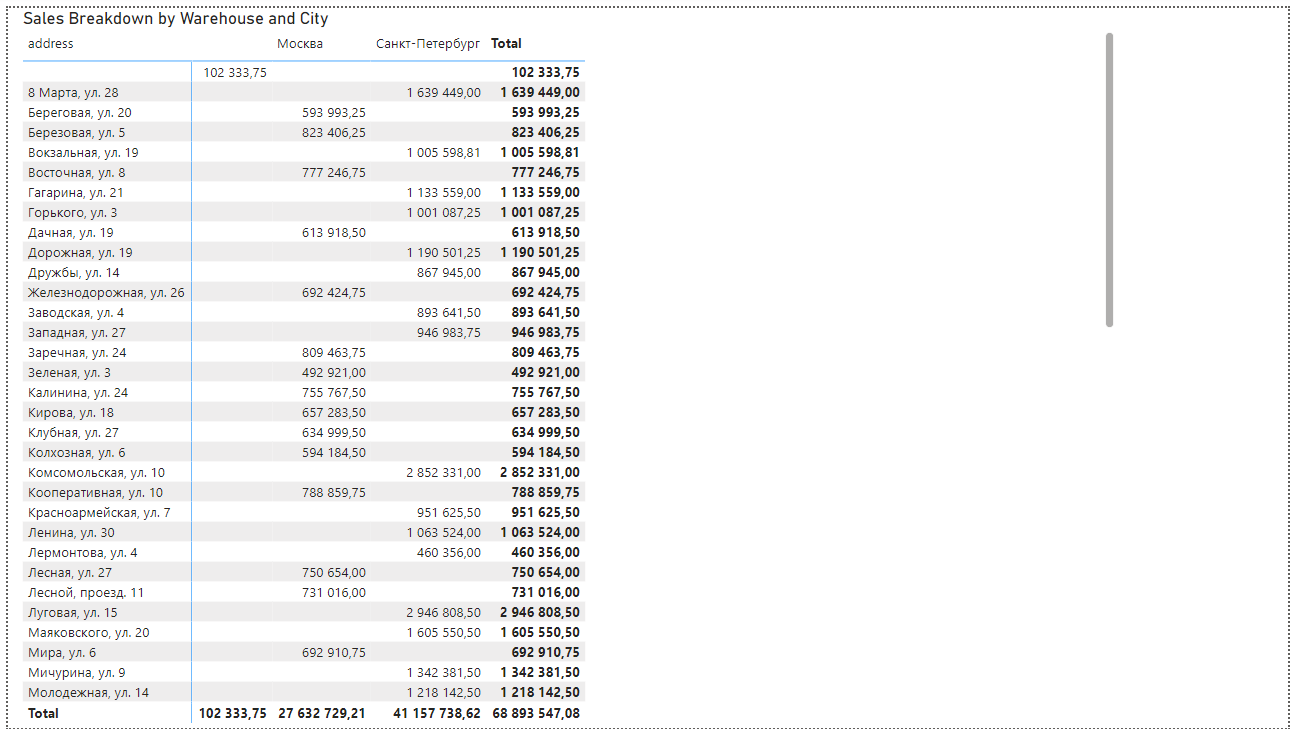 Sales Breakdown by Warehouse and City
address Москва Санкт-Петербург Total
102 333,75 102 333,75
8 Марта, ул. 28 1 639 449,00 1 639 449,00
Береговая, ул. 20 593 993,25 593 993,25
Березовая, ул. 5 823 406,25 823 406,25
Вокзальная, ул. 19 1 005 598,81 1 005 598,81
Восточная, ул. 8 777 246,75 777 246,75
Гагарина, ул. 21 1 133 559,00 1 133 559,00
Горького, ул. 3 1 001 087,25 1 001 087,25
Дачная, ул. 19 613 918,50 613 918,50
Дорожная, ул. 19 1 190 501,25 1 190 501,25
Дружбы, ул. 14 867 945,00 867 945,00
Железнодорожная, ул. 26 692 424,75 692 424,75
Заводская, ул. 4 893 641,50 893 641,50
Западная, ул. 27 946 983,75 946 983,75
Заречная, ул. 24 809 463,75 809 463,75
Зеленая, ул. 3 492 921,00 492 921,00
Калинина, ул. 24 755 767,50 755 767,50
Кирова, ул. 18 657 283,50 657 283,50
Клубная, ул. 27 634 999,50 634 999,50
Колхозная, ул. 6 594 184,50 594 184,50
Комсомольская, ул. 10 2 852 331,00 2 852 331,00
Кооперативная, ул. 10 788 859,75 788 859,75
Красноармейская, ул. 7 951 625,50 951 625,50
Ленина, ул. 30 1 063 524,00 1 063 524,00
Лермонтова, ул. 4 460 356,00 460 356,00
Лесная, ул. 27 750 654,00 750 654,00
Лесной, проезд. 11 731 016,00 731 016,00
Луговая, ул. 15 2 946 808,50 2 946 808,50
Маяковского, ул. 20 1 605 550,50 1 605 550,50
Мира, ул. 6 692 910,75 692 910,75
Мичурина, ул. 9 1 342 381,50 1 342 381,50
Молодежная, ул. 14 1 218 142,50 1 218 142,50
Total 102 333,75 27 632 729,21 41 157 738,62 68 893 547,08